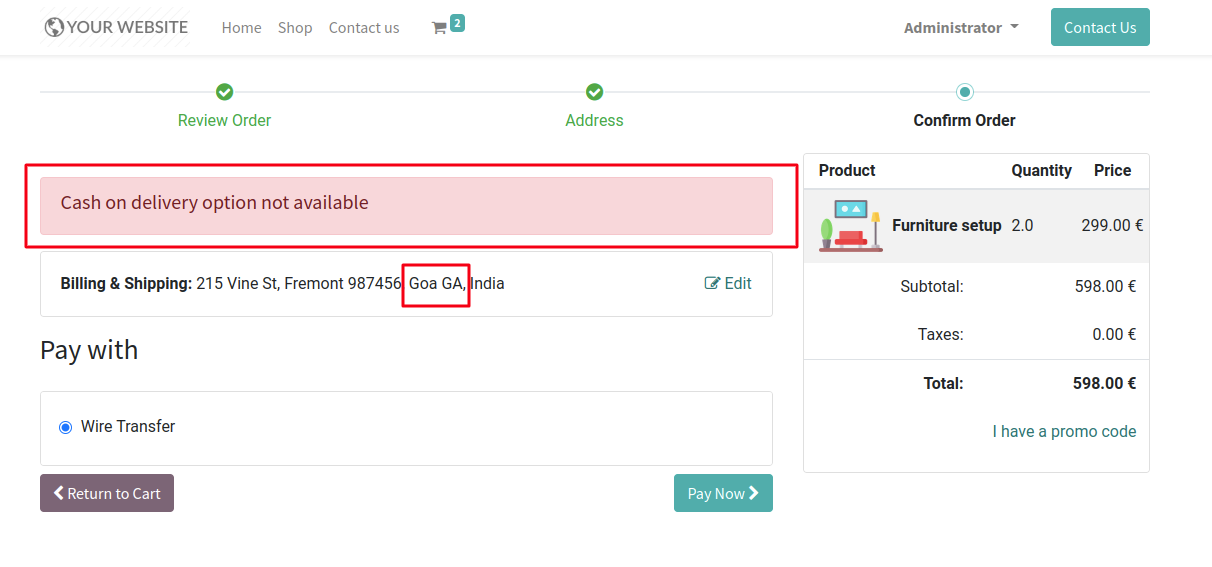 YOUR WEBSITE Home Shop Contact us 2 Administrator Contact Us
Review Order Address Confirm Order
Cash on delivery option not available
Billing & Shipping: 215 Vine St, Fremont 987456, Goa GA, India Edit
Pay with
Wire Transfer
Return to Cart Pay Now
Product Quantity Price
Furniture setup 2.0 299.00 €
Subtotal: 598.00 €
Taxes: 0.00 €
Total: 598.00 €
I have a promo code